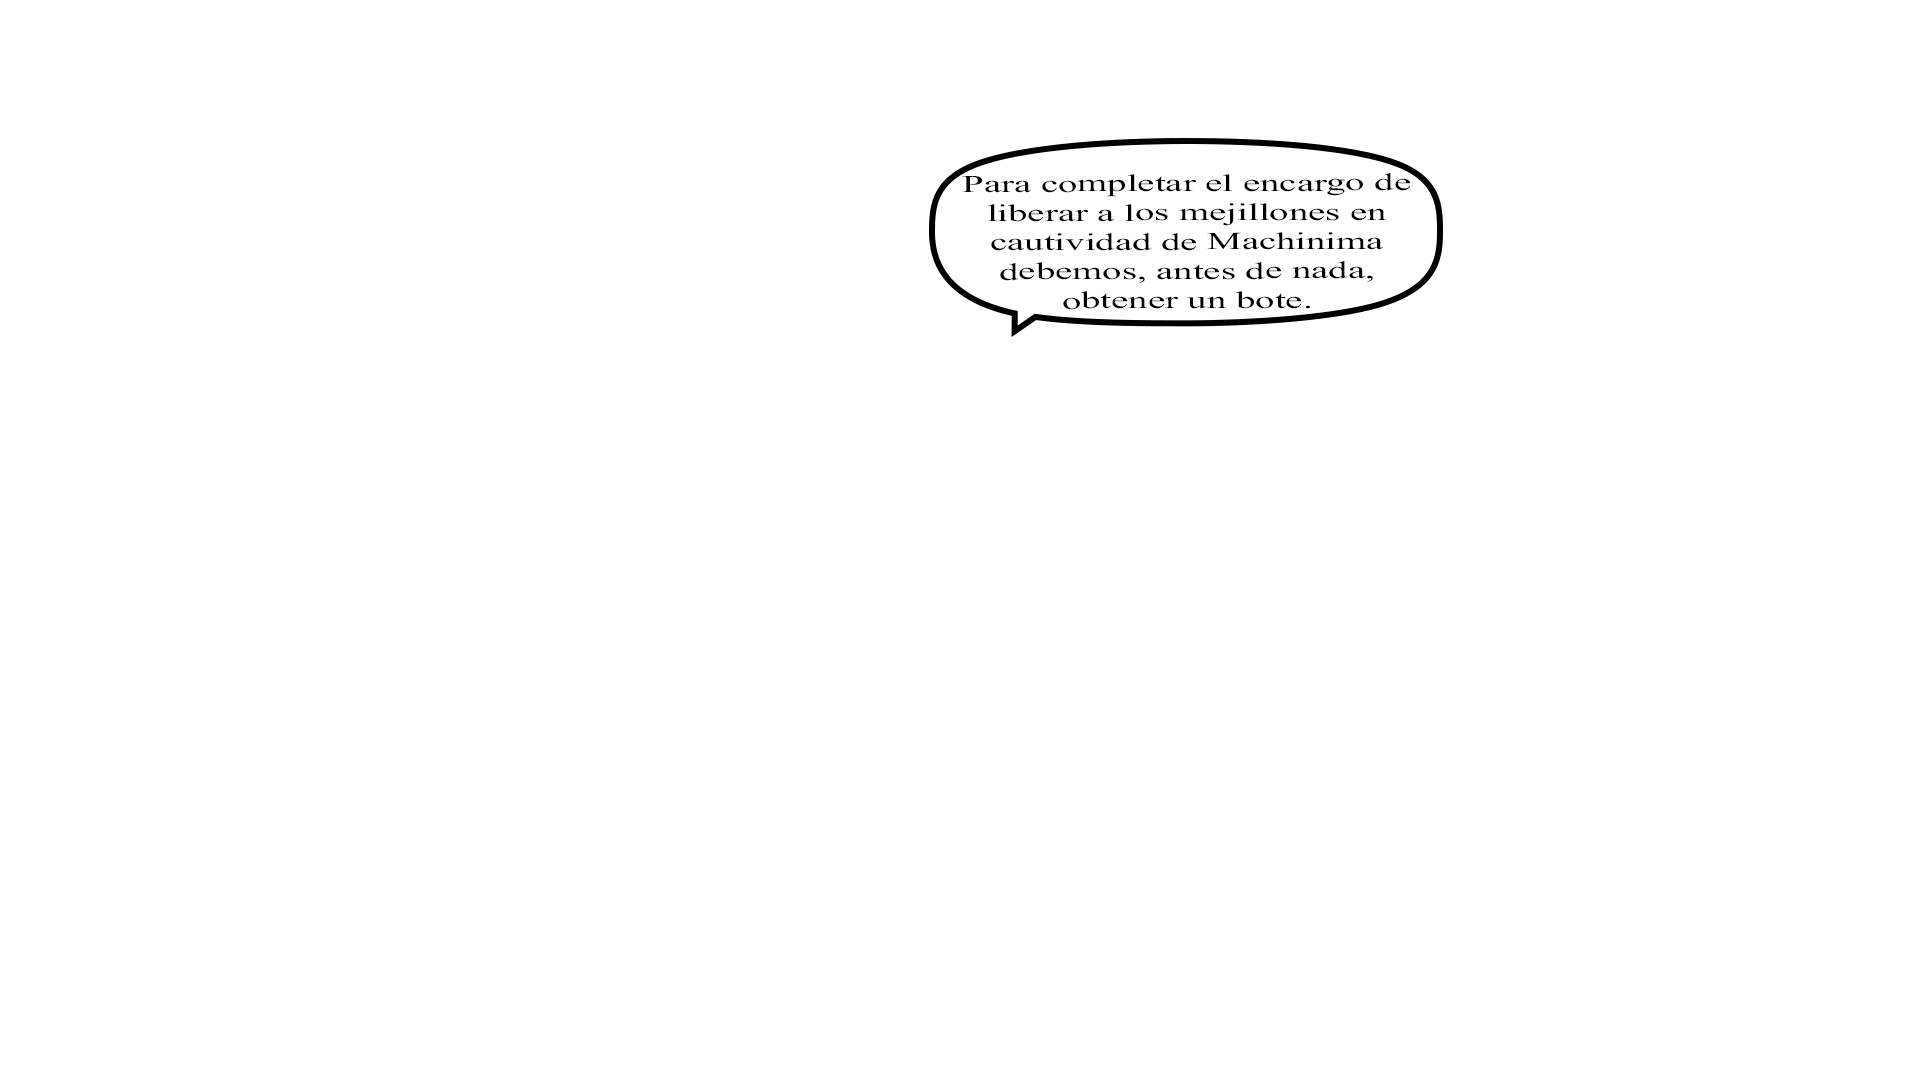 Para completar el encargo de
liberar a los mejillones en
cautividad de Machinima
debemos, antes de nada,
obtener un bote.